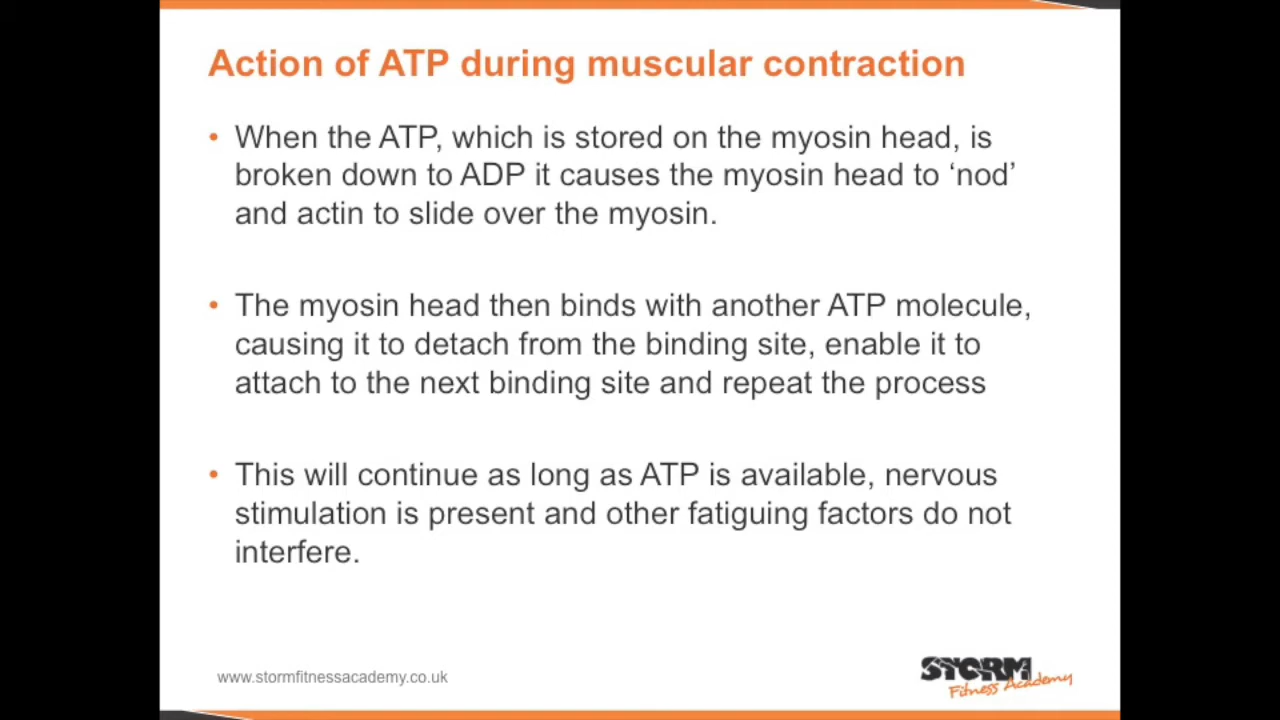 Action of ATP during muscular contraction
• When the ATP, which is stored on the myosin head, is
broken down to ADP it causes the myosin head to ‘nod’
and actin to slide over the myosin.
• The myosin head then binds with another ATP molecule,
causing it to detach from the binding site, enable it to
attach to the next binding site and repeat the process
• This will continue as long as ATP is available, nervous
stimulation is present and other fatiguing factors do not
interfere.
www.stormfitnessacademy.co.uk
STORM
Fitness Academy